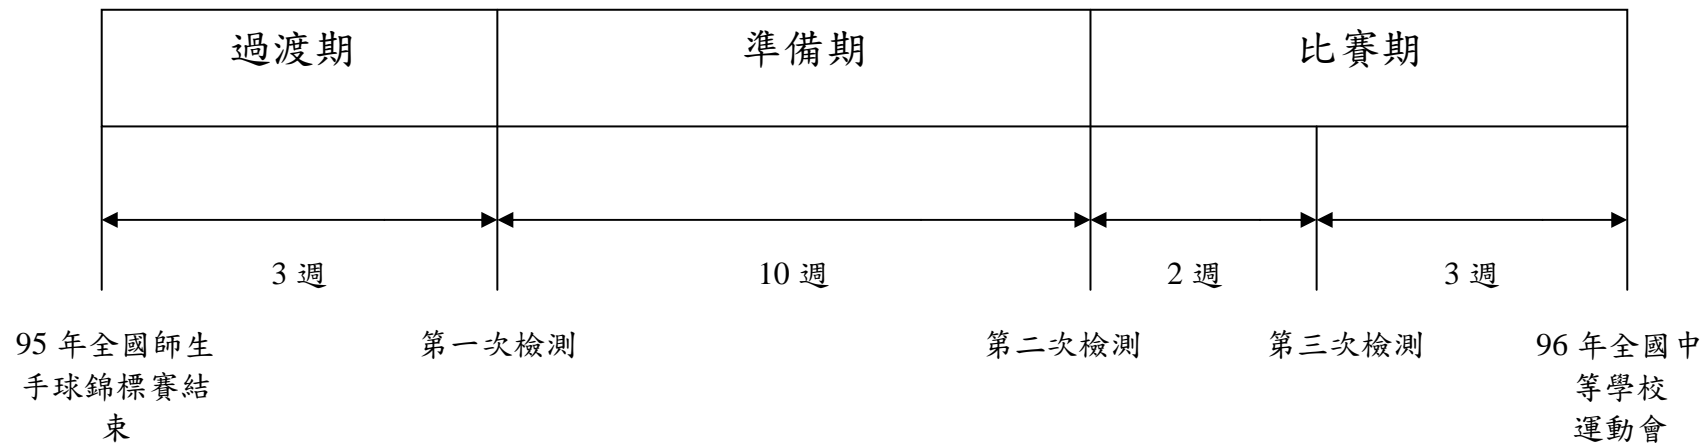 過渡期 準備期 比賽期
3 週 10 週 2 週 3 週
95 年全國師生
手球錦標賽結
束
第一次檢測
第二次檢測
第三次檢測
96 年全國中
等學校
運動會